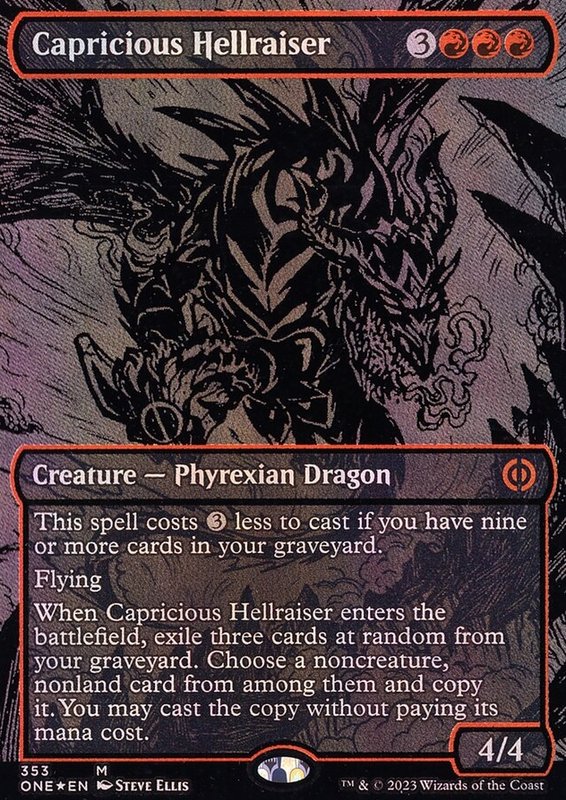 Capricious Hellraiser 3
Creature — Phyrexian Dragon
This spell costs 3 less to cast if you have nine
or more cards in your graveyard.
Flying
When Capricious Hellraiser enters the
battlefield, exile three cards at random from
your graveyard. Choose a noncreature,
nonland card from among them and copy
it. You may cast the copy without paying its
mana cost.
4/4
353 M
ONE★EN Steve Ellis
™ & © 2023 Wizards of the Coast